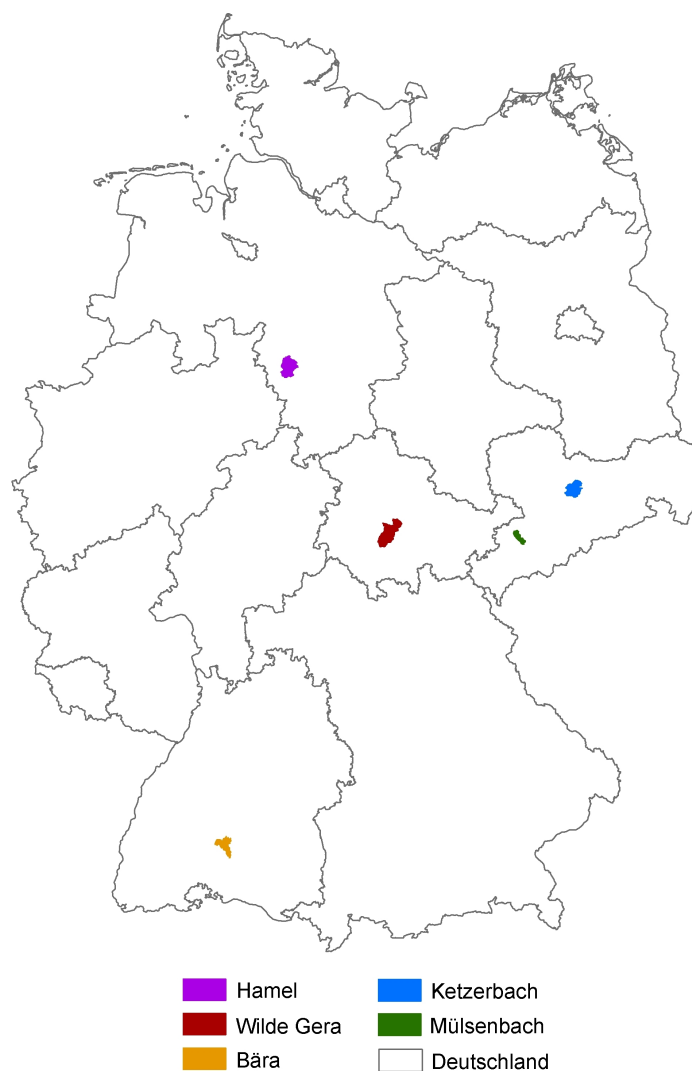 Hamel
Ketzerbach
Wilde Gera
Mülsenbach
Bära
Deutschland